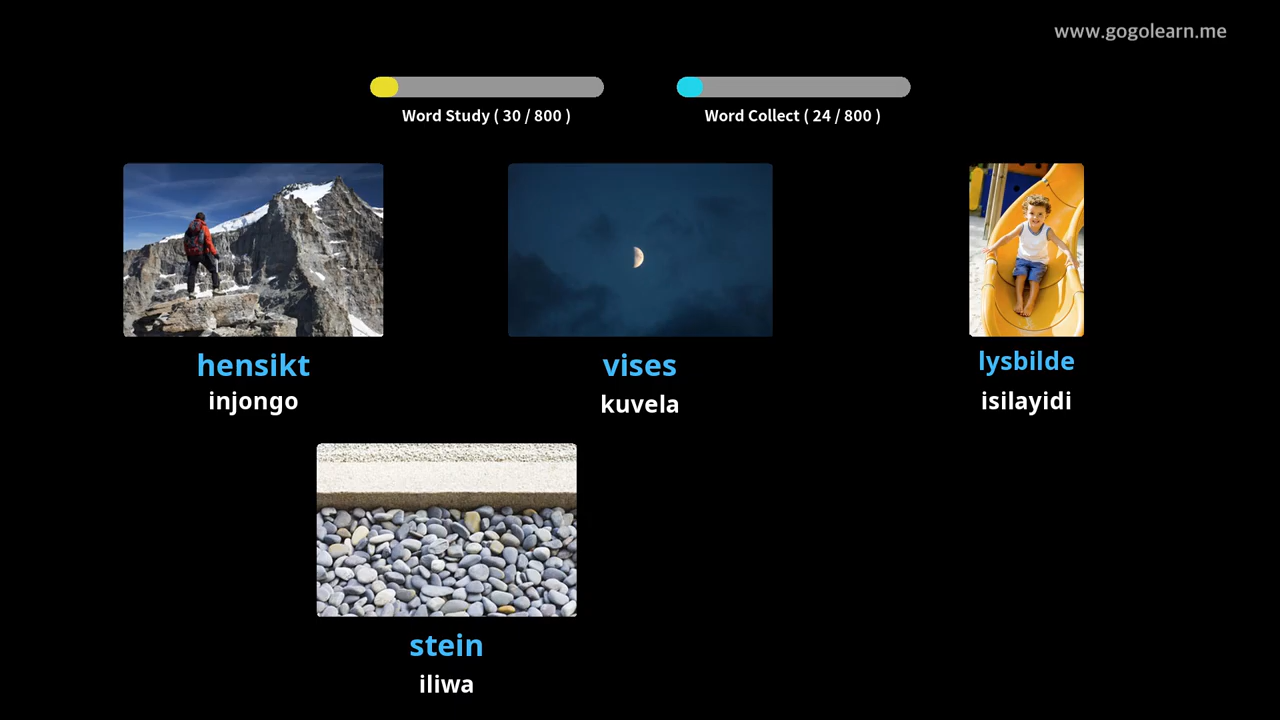 www.gogolearn.me
Word Study ( 30 / 800 )
Word Collect ( 24 / 800 )
hensikt
injongo
vises
kuvela
lysbilde
isilayidi
stein
iliwa